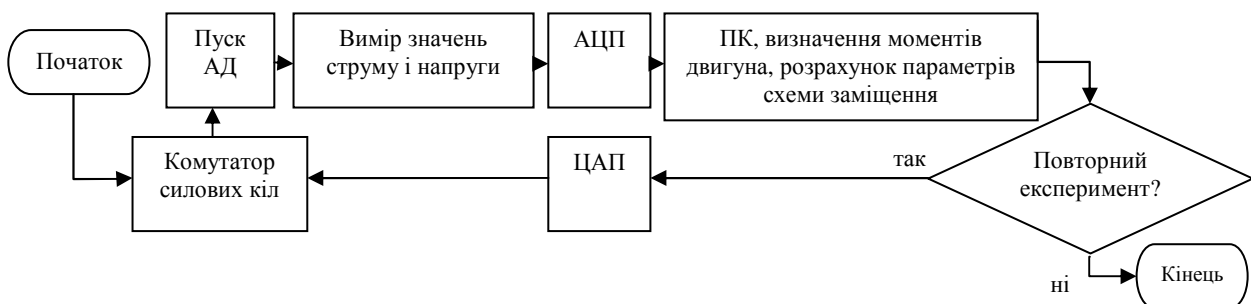 Початок
Пуск
АД
Вимір значень
струму і напруги
АЦП
ПК, визначення моментів
двигуна, розрахунок параметрів
схеми заміщення
Комутатор
силових кіл
ЦАП
так
Повторний
експеримент?
ні
Кінець